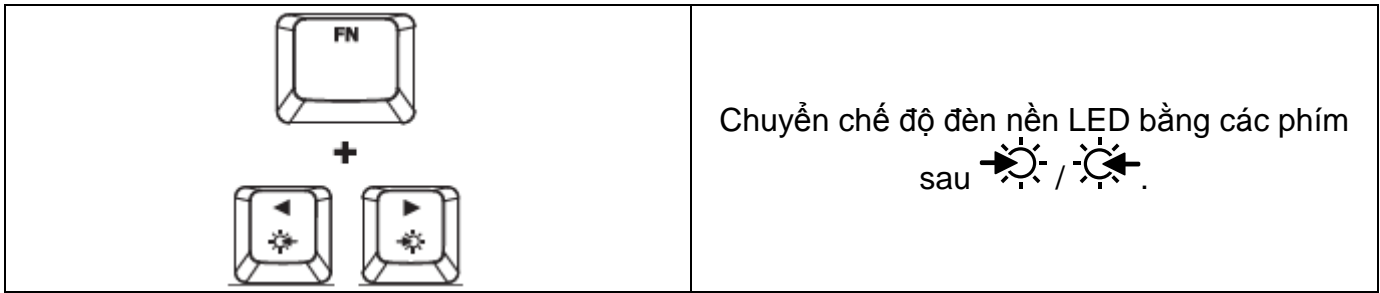 FN
+
Chuyển chế độ đèn nền LED bằng các phím
sau / .